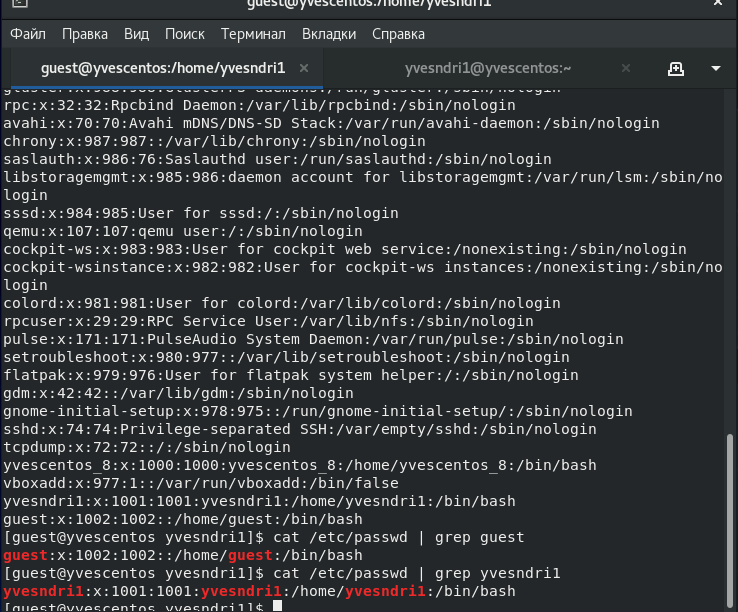 guest@yvescentos:/home/yvesndri1
Файл Правка Вид Поиск Терминал Вкладки Справка
guest@yvescentos:/home/yvesndri1 × yvesndri1@yvescentos:~ ×
rpc:x:32:32:Rpcbind Daemon:/var/lib/rpcbind:/sbin/nologin
avahi:x:70:70:Avahi mDNS/DNS-SD Stack:/var/run/avahi-daemon:/sbin/nologin
chrony:x:987:987::/var/lib/chrony:/sbin/nologin
saslauth:x:986:76:Saslauthd user:/run/saslauthd:/sbin/nologin
libstoragemgmt:x:985:986:daemon account for libstoragemgmt:/var/run/lsm:/sbin/no
login
sssd:x:984:985:User for sssd:/:/sbin/nologin
qemu:x:107:107:qemu user:/:/sbin/nologin
cockpit-ws:x:983:983:User for cockpit web service:/nonexisting:/sbin/nologin
cockpit-wsinstance:x:982:982:User for cockpit-ws instances:/nonexisting:/sbin/no
login
colord:x:981:981:User for colord:/var/lib/colord:/sbin/nologin
rpcuser:x:29:29:RPC Service User:/var/lib/nfs:/sbin/nologin
pulse:x:171:171:PulseAudio System Daemon:/var/run/pulse:/sbin/nologin
setroubleshoot:x:980:977::/var/lib/setroubleshoot:/sbin/nologin
flatpak:x:979:976:User for flatpak system helper:/:/sbin/nologin
gdm:x:42:42::/var/lib/gdm:/sbin/nologin
gnome-initial-setup:x:978:975::/run/gnome-initial-setup/:/sbin/nologin
sshd:x:74:74:Privilege-separated SSH:/var/empty/sshd:/sbin/nologin
tcpdump:x:72:72::/:/sbin/nologin
yvescentos_8:x:1000:1000:yvescentos_8:/home/yvescentos_8:/bin/bash
vboxadd:x:977:1::/var/run/vboxadd:/bin/false
yvesndri1:x:1001:1001:yvesndri1:/home/yvesndri1:/bin/bash
guest:x:1002:1002::/home/guest:/bin/bash
[guest@yvescentos yvesndri1]$ cat /etc/passwd | grep guest
guest:x:1002:1002::/home/guest:/bin/bash
[guest@yvescentos yvesndri1]$ cat /etc/passwd | grep yvesndri1
yvesndri1:x:1001:1001:yvesndri1:/home/yvesndri1:/bin/bash
[guest@yvescentos yvesndri1]$